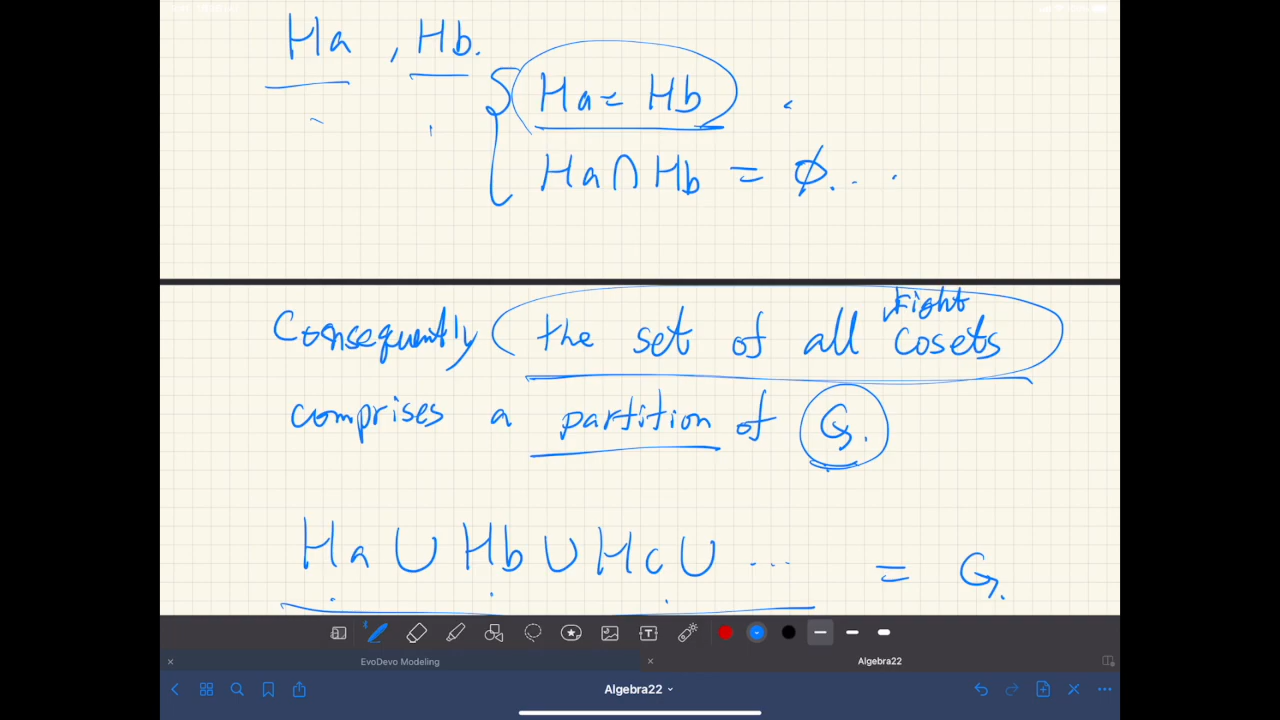 Ha , Hb.
Ha = Hb
Ha ∩ Hb = ∅...
right
Consequently the set of all cosets
comprises a partition of G.
Ha ∪ Hb ∪ Hc ∪ ... = G.
T
EvoDevo Modeling
Algebra22
Algebra22